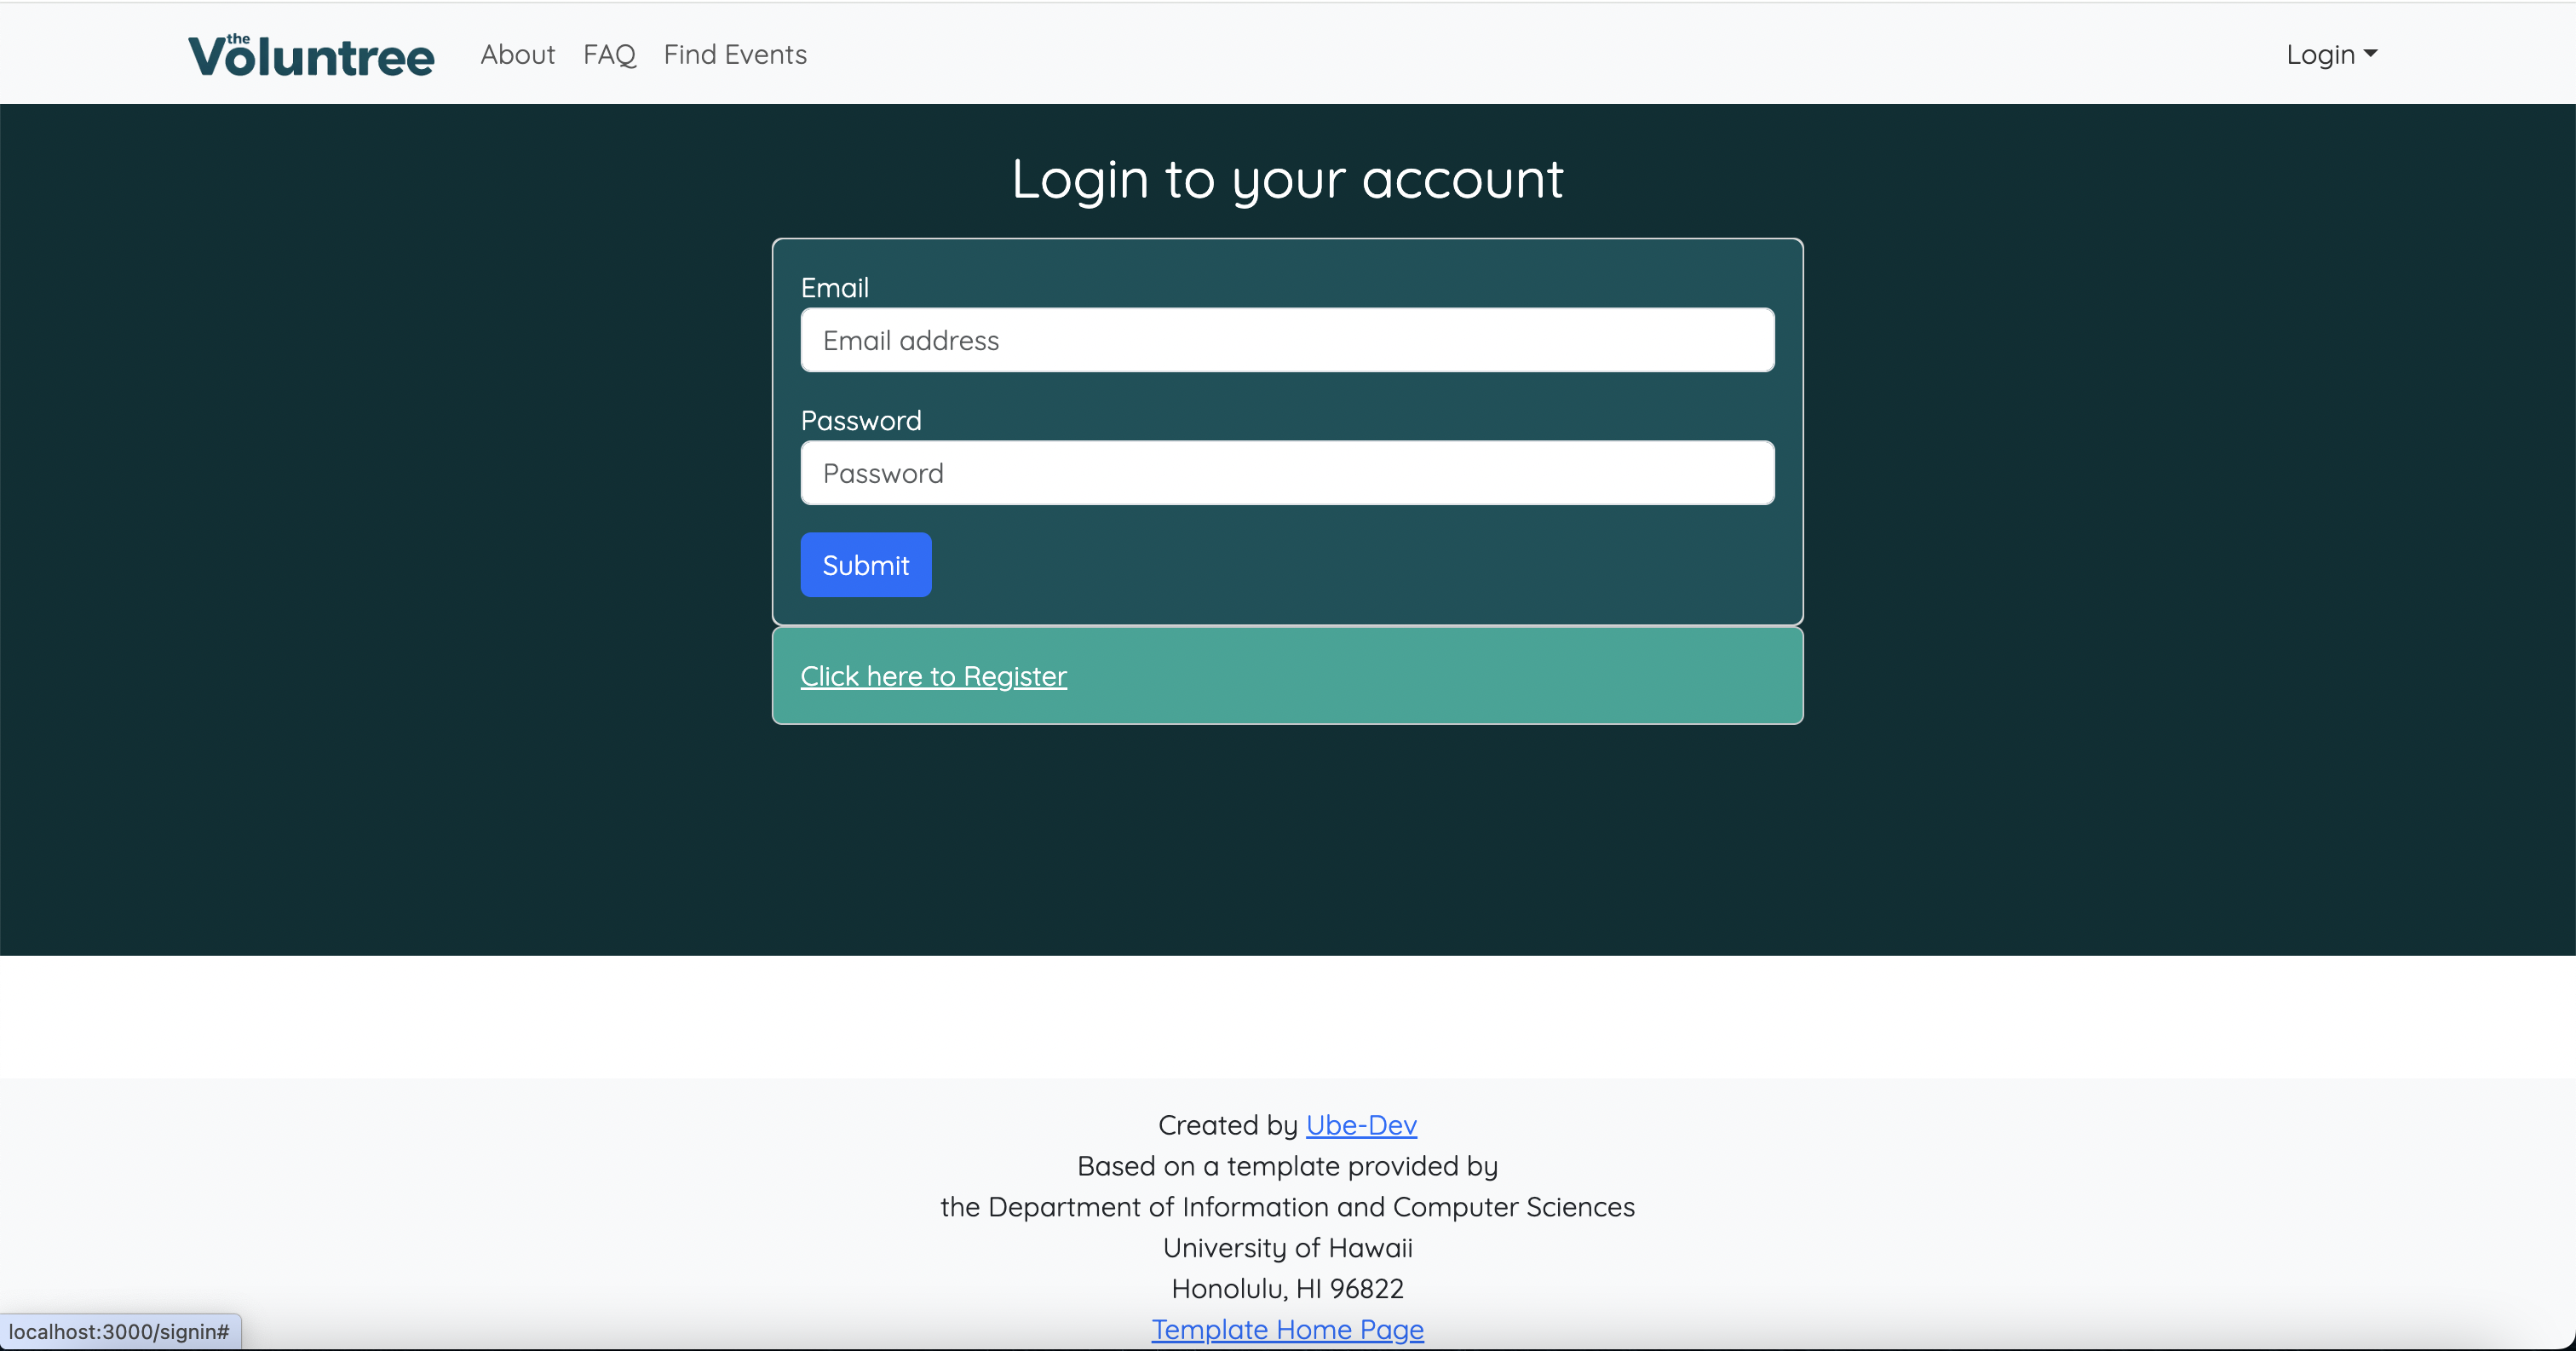 the
Voluntree About FAQ Find Events Login
Login to your account
Email
Email address
Password
Password
Submit
Click here to Register
Created by Ube-Dev
Based on a template provided by
the Department of Information and Computer Sciences
University of Hawaii
Honolulu, HI 96822
Template Home Page
localhost:3000/signin#